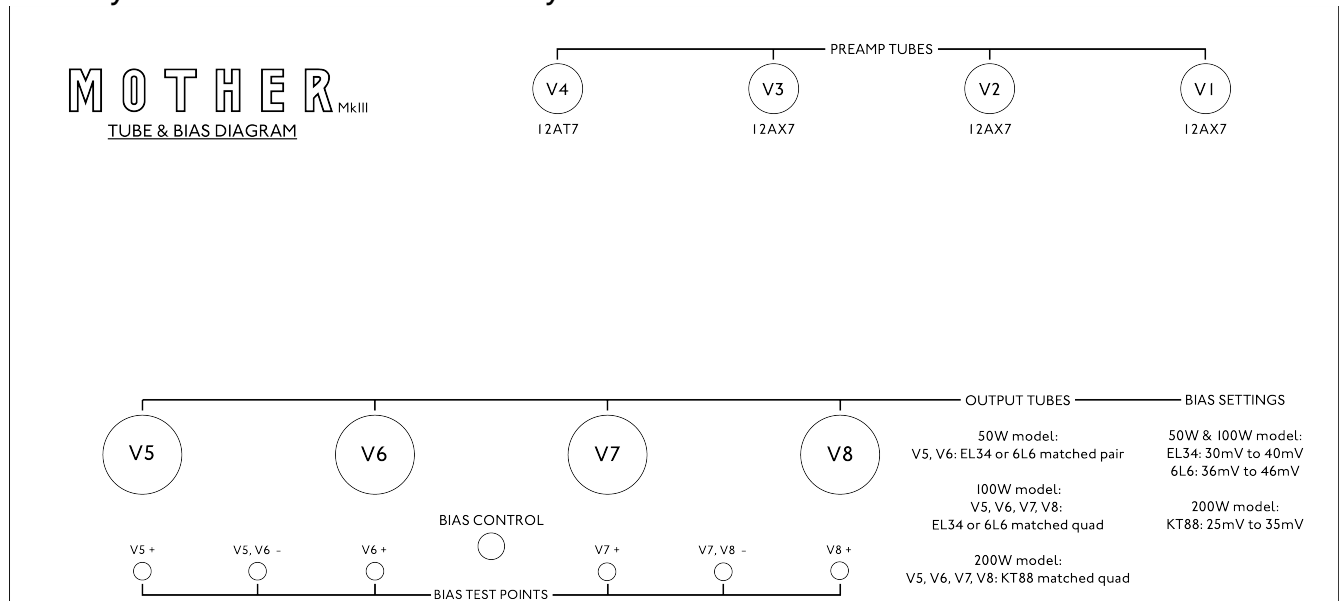 MOTHER MkIII
TUBE & BIAS DIAGRAM
PREAMP TUBES
V4 V3 V2 V1
12AT7 12AX7 12AX7 12AX7
V5 V6 V7 V8
OUTPUT TUBES
50W model:
V5, V6: EL34 or 6L6 matched pair
100W model:
V5, V6, V7, V8:
EL34 or 6L6 matched quad
200W model:
V5, V6, V7, V8: KT88 matched quad
BIAS SETTINGS
50W & 100W model:
EL34: 30mV to 40mV
6L6: 36mV to 46mV
200W model:
KT88: 25mV to 35mV
BIAS CONTROL
V5 + V5, V6 – V6 + V7 + V7, V8 – V8 +
BIAS TEST POINTS